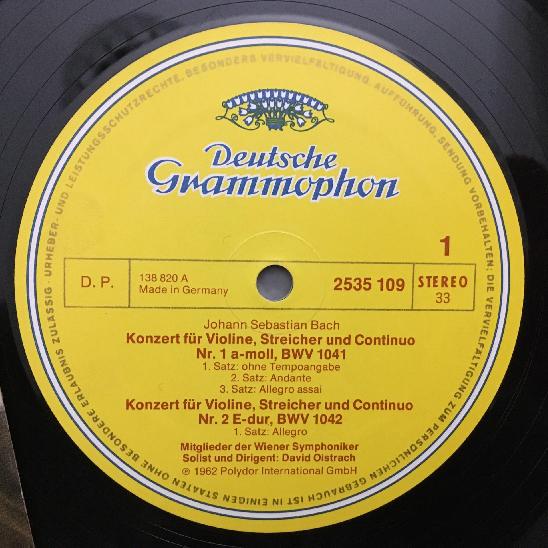 Deutsche
Grammophon
1
D. P.
138 820 A
Made in Germany
2535 109
STEREO
33
Johann Sebastian Bach
Konzert für Violine, Streicher und Continuo
Nr. 1 a-moll, BWV 1041
1. Satz: ohne Tempoangabe
2. Satz: Andante
3. Satz: Allegro assai
Konzert für Violine, Streicher und Continuo
Nr. 2 E-dur, BWV 1042
1. Satz: Allegro
Mitglieder der Wiener Symphoniker
Solist und Dirigent: David Oistrach
℗ 1962 Polydor International GmbH
URHEBER- UND LEISTUNGSSCHUTZRECHTE, BESONDERS VERVIELFÄLTIGUNG, AUFFÜHRUNG, SENDUNG VORBEHALTEN; DIE VERVIELFÄLTIGUNG ZUM PERSÖNLICHEN GEBRAUCH IST IN EINIGEN STAATEN OHNE BESONDERE ERLAUBNIS ZULÄSSIG ·